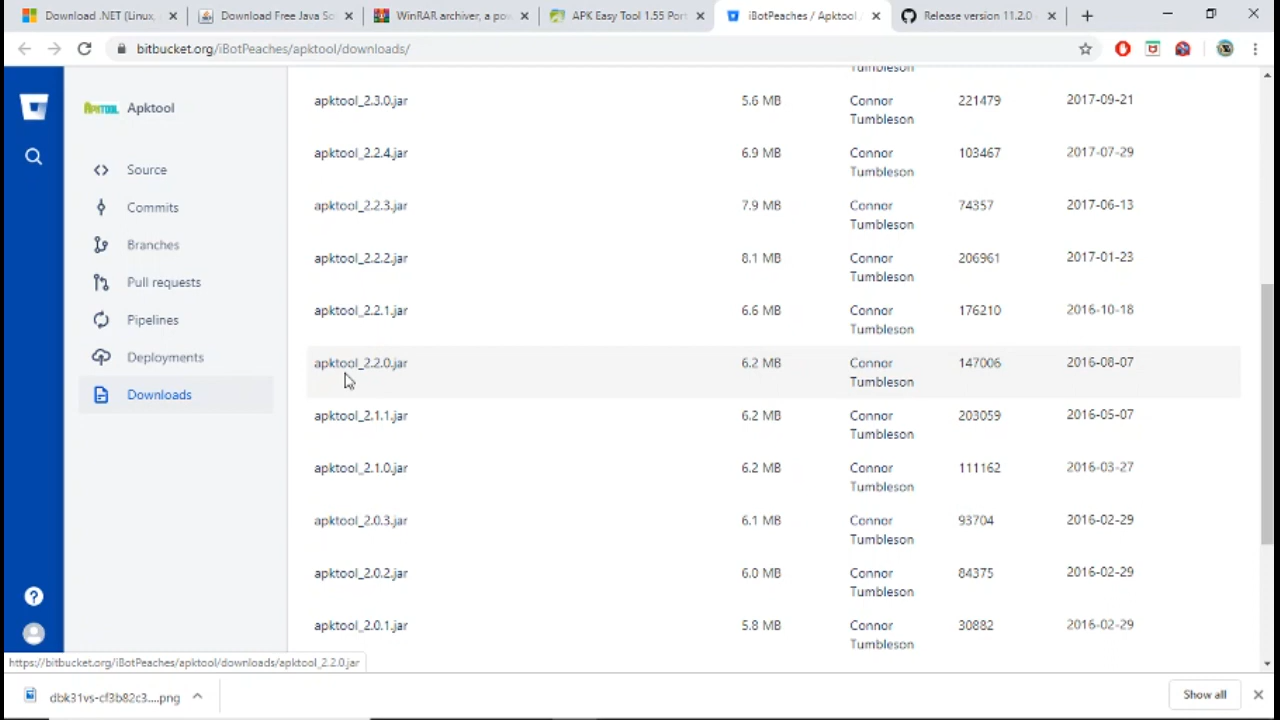 Download .NET (Linux,
Download Free Java So
WinRAR archiver, a po
APK Easy Tool 1.55 Port
iBotPeaches / Apktool
Release version 11.2.0
bitbucket.org/iBotPeaches/apktool/downloads/
APKTOOL Apktool
Source
Commits
Branches
Pull requests
Pipelines
Deployments
Downloads
Tumbleson
apktool_2.3.0.jar 5.6 MB Connor 221479 2017-09-21
Tumbleson
apktool_2.2.4.jar 6.9 MB Connor 103467 2017-07-29
Tumbleson
apktool_2.2.3.jar 7.9 MB Connor 74357 2017-06-13
Tumbleson
apktool_2.2.2.jar 8.1 MB Connor 206961 2017-01-23
Tumbleson
apktool_2.2.1.jar 6.6 MB Connor 176210 2016-10-18
Tumbleson
apktool_2.2.0.jar 6.2 MB Connor 147006 2016-08-07
Tumbleson
apktool_2.1.1.jar 6.2 MB Connor 203059 2016-05-07
Tumbleson
apktool_2.1.0.jar 6.2 MB Connor 111162 2016-03-27
Tumbleson
apktool_2.0.3.jar 6.1 MB Connor 93704 2016-02-29
Tumbleson
apktool_2.0.2.jar 6.0 MB Connor 84375 2016-02-29
Tumbleson
apktool_2.0.1.jar 5.8 MB Connor 30882 2016-02-29
Tumbleson
https://bitbucket.org/iBotPeaches/apktool/downloads/apktool_2.2.0.jar
dbk31vs-cf3b82c3....png
Show all